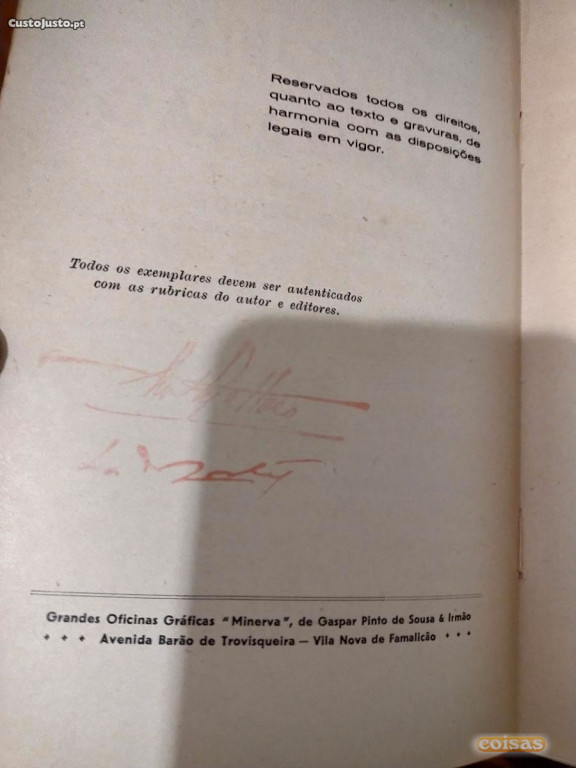 CustoJusto.pt
Reservados todos os direitos,
quanto ao texto e gravuras, de
harmonia com as disposições
legais em vigor.
Todos os exemplares devem ser autenticados
com as rubricas do autor e editores.
Grandes Oficinas Gráficas "Minerva", de Gaspar Pinto de Sousa & Irmão
Avenida Barão de Trovisqueira — Vila Nova de Famalicão
coisas